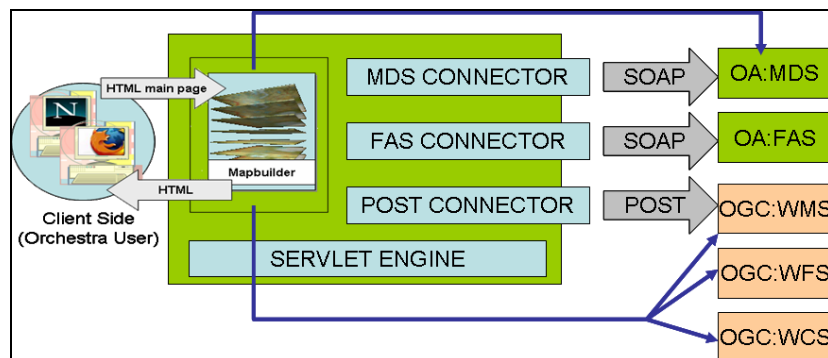 HTML main page
N
HTML
Client Side
(Orchestra User)
Mapbuilder
MDS CONNECTOR
SOAP
OA:MDS
FAS CONNECTOR
SOAP
OA:FAS
POST CONNECTOR
POST
OGC:WMS
SERVLET ENGINE
OGC:WFS
OGC:WCS